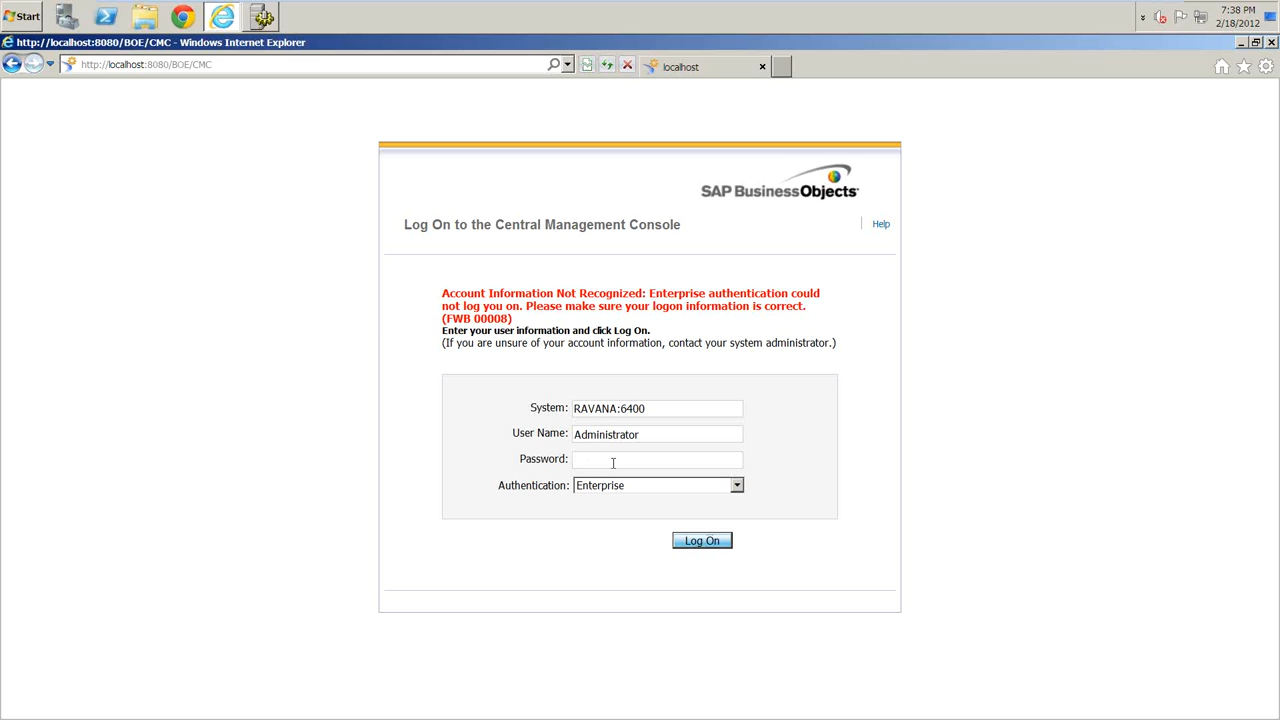 Start
7:38 PM
2/18/2012
http://localhost:8080/BOE/CMC - Windows Internet Explorer
http://localhost:8080/BOE/CMC
localhost
SAP BusinessObjects
Log On to the Central Management Console
Help
Account Information Not Recognized: Enterprise authentication could
not log you on. Please make sure your logon information is correct.
(FWB 00008)
Enter your user information and click Log On.
(If you are unsure of your account information, contact your system administrator.)
System: RAVANA:6400
User Name: Administrator
Password:
Authentication: Enterprise
Log On